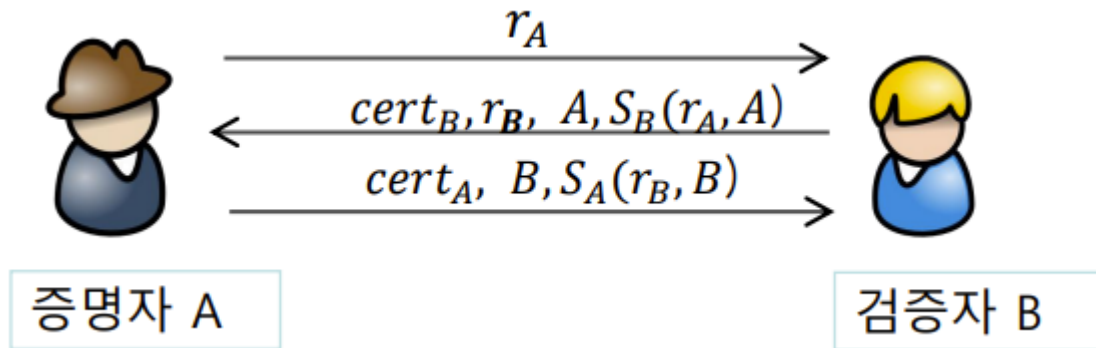 r_A
cert_B, r_B, A, S_B(r_A, A)
cert_A, B, S_A(r_B, B)
증명자 A
검증자 B